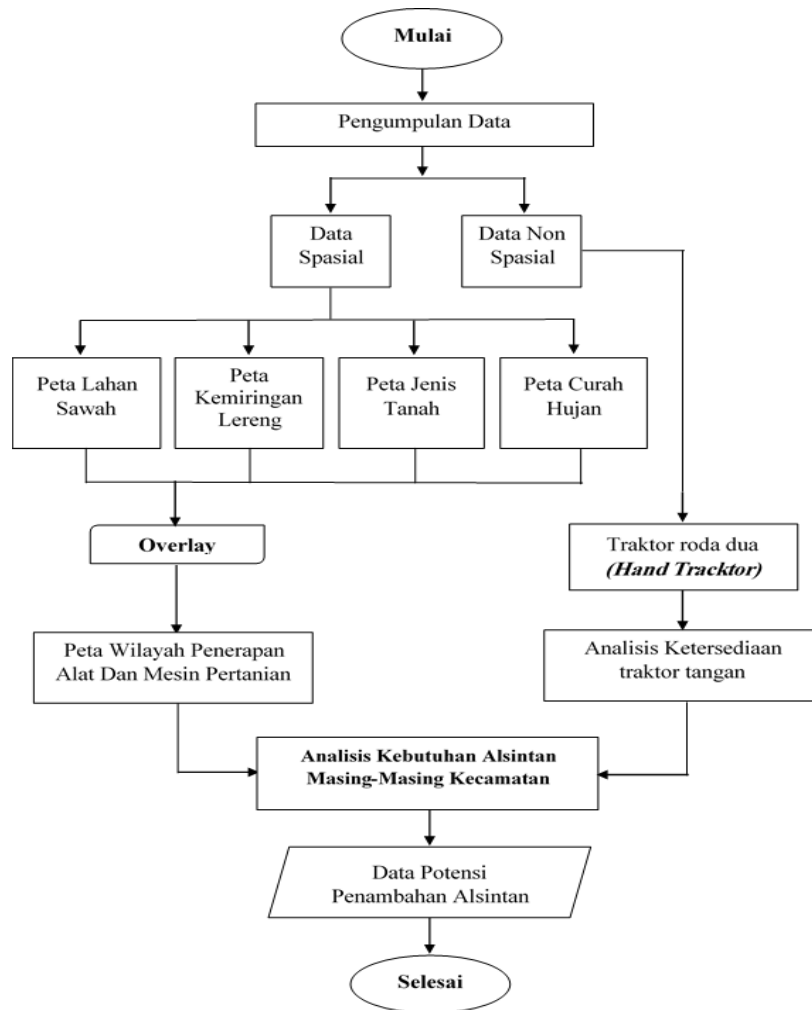 Mulai
Pengumpulan Data
Data
Spasial
Data Non
Spasial
Peta Lahan
Sawah
Peta
Kemiringan
Lereng
Peta Jenis
Tanah
Peta Curah
Hujan
Overlay
Traktor roda dua
(Hand Tracktor)
Peta Wilayah Penerapan
Alat Dan Mesin Pertanian
Analisis Ketersediaan
traktor tangan
Analisis Kebutuhan Alsintan
Masing-Masing Kecamatan
Data Potensi
Penambahan Alsintan
Selesai